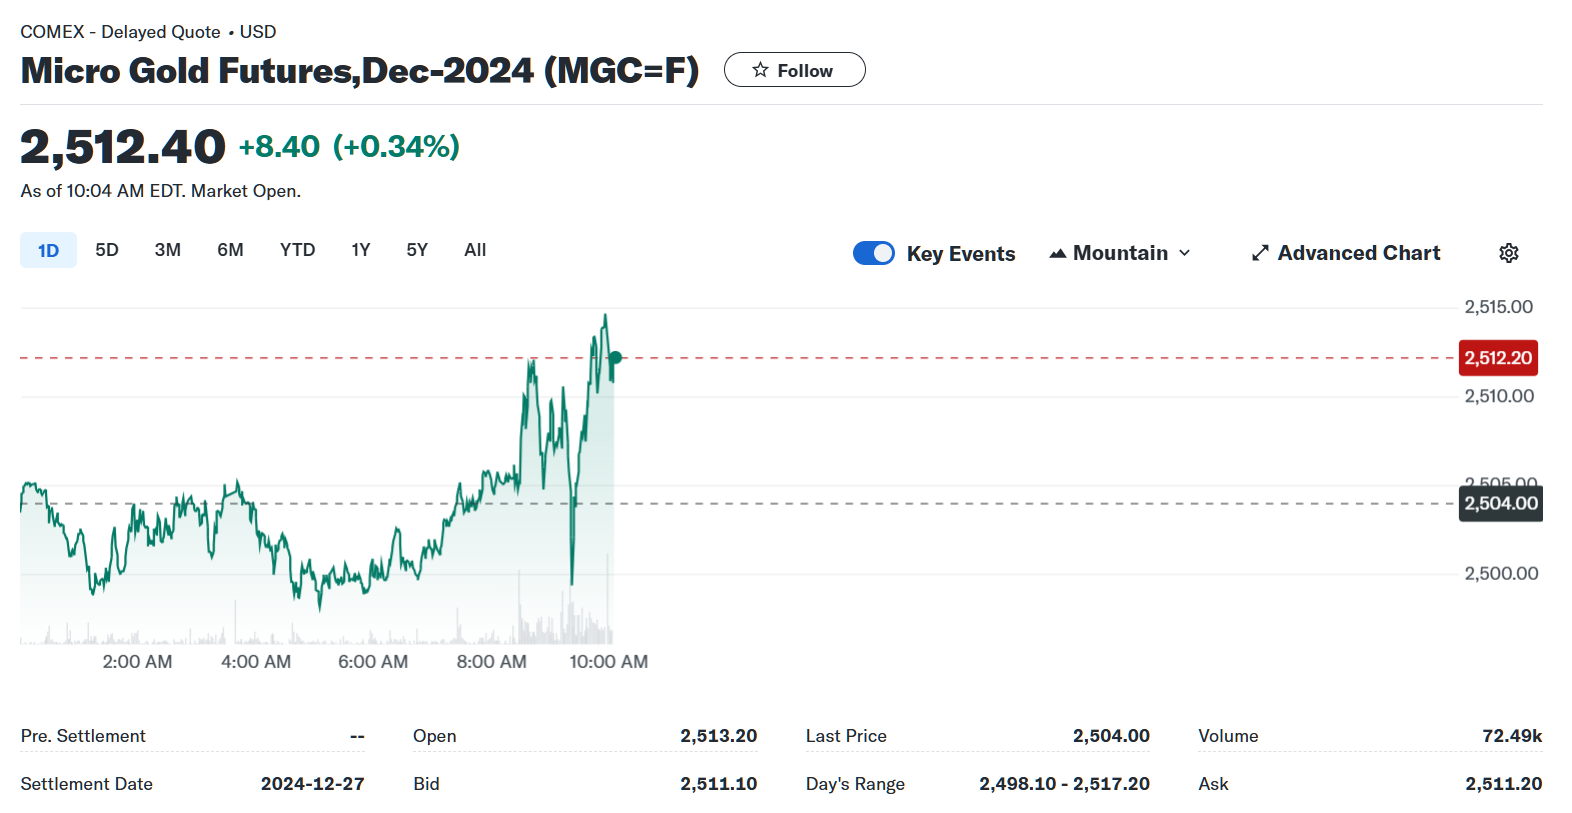 COMEX - Delayed Quote • USD
Micro Gold Futures,Dec-2024 (MGC=F)
Follow
2,512.40 +8.40 (+0.34%)
As of 10:04 AM EDT. Market Open.
1D 5D 3M 6M YTD 1Y 5Y All
Key Events Mountain Advanced Chart
2,515.00
2,512.20
2,510.00
2,505.00
2,504.00
2,500.00
2:00 AM 4:00 AM 6:00 AM 8:00 AM 10:00 AM
Pre. Settlement -- Open 2,513.20 Last Price 2,504.00 Volume 72.49k
Settlement Date 2024-12-27 Bid 2,511.10 Day's Range 2,498.10 - 2,517.20 Ask 2,511.20